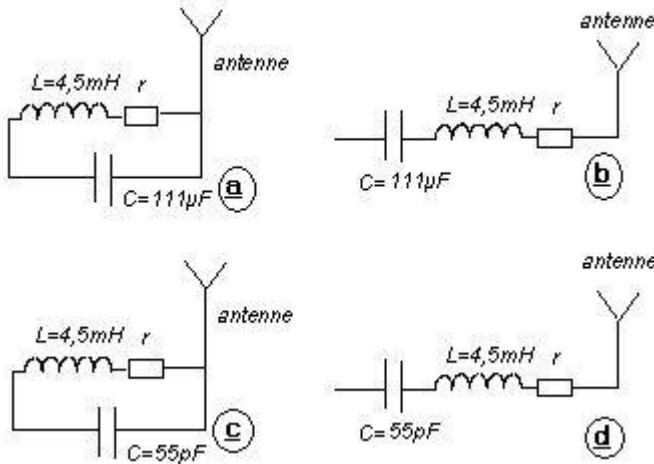 antenne
L=4,5mH r
C=111µF
a
antenne
L=4,5mH r
C=111µF
b
antenne
L=4,5mH r
C=55pF
c
antenne
L=4,5mH r
C=55pF
d